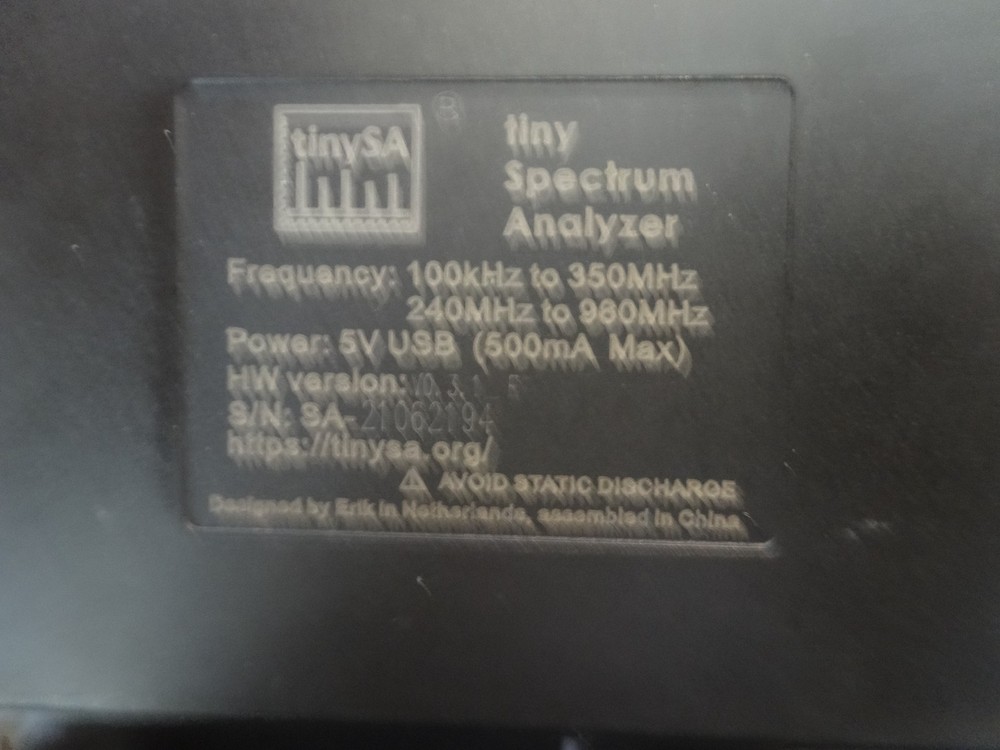 tinySA ®
tiny
Spectrum
Analyzer
Frequency: 100kHz to 350MHz
240MHz to 960MHz
Power: 5V USB (500mA Max)
HW version:
S/N: SA-21062194
https://tinysa.org/
AVOID STATIC DISCHARGE
Designed by Erik in Netherlands, assembled in China